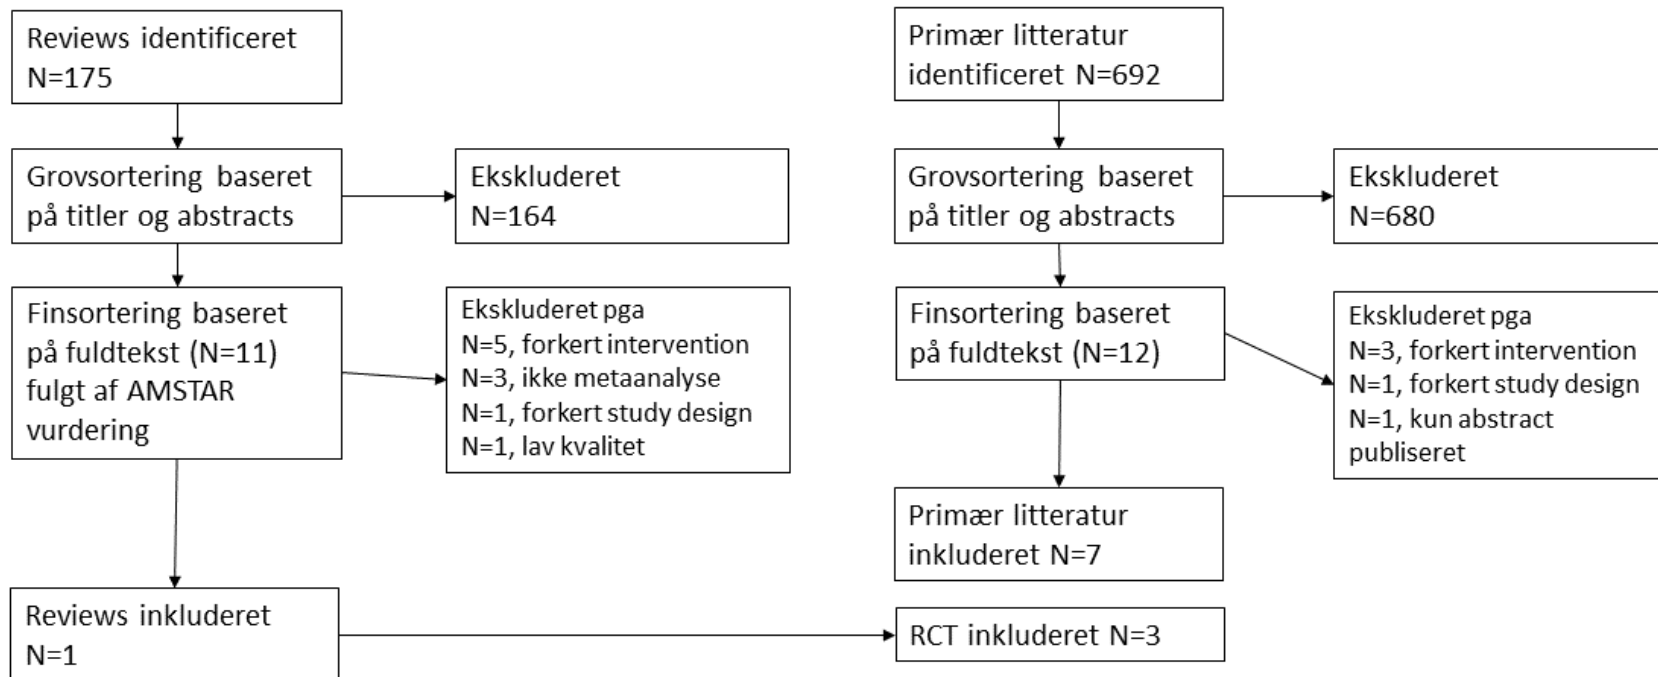 Reviews identificeret
N=175
Grovsortering baseret
på titler og abstracts
Ekskluderet
N=164
Finsortering baseret
på fuldtekst (N=11)
fulgt af AMSTAR
vurdering
Ekskluderet pga
N=5, forkert intervention
N=3, ikke metaanalyse
N=1, forkert study design
N=1, lav kvalitet
Reviews inkluderet
N=1
Primær litteratur
identificeret N=692
Grovsortering baseret
på titler og abstracts
Ekskluderet
N=680
Finsortering baseret
på fuldtekst (N=12)
Ekskluderet pga
N=3, forkert intervention
N=1, forkert study design
N=1, kun abstract
publiseret
Primær litteratur
inkluderet N=7
RCT inkluderet N=3